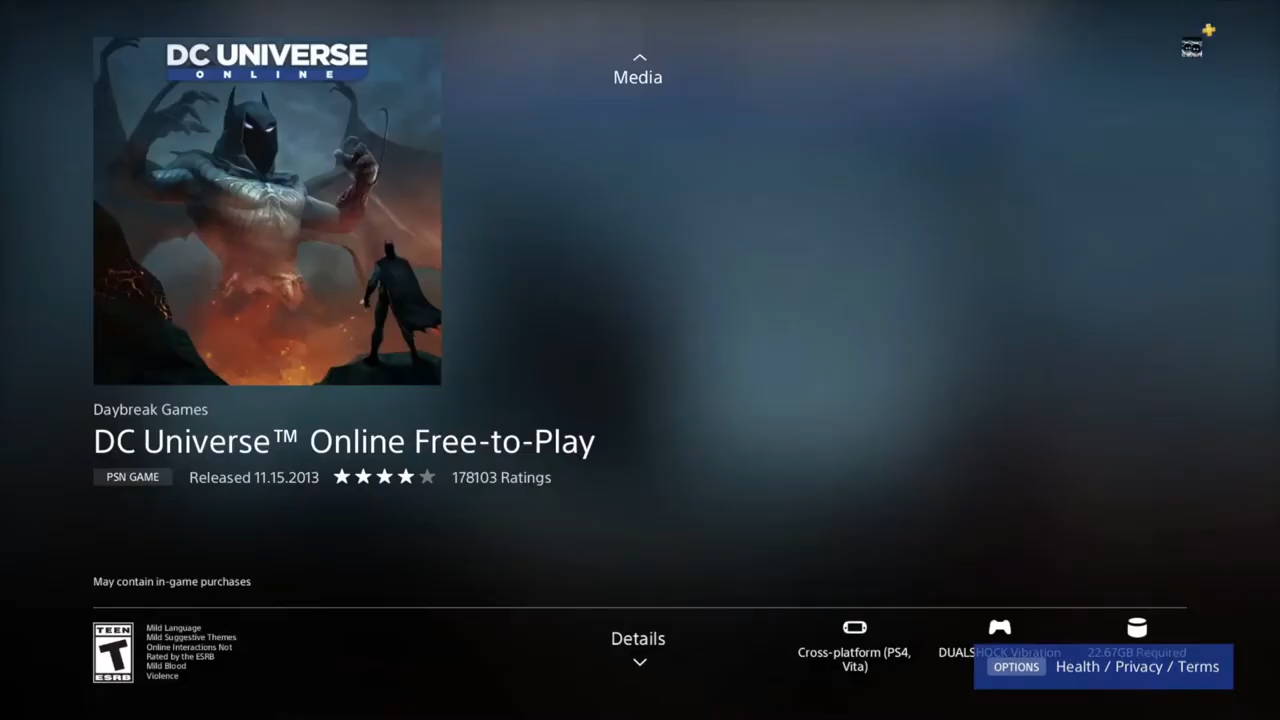 DC UNIVERSE
ONLINE
Media
Daybreak Games
DC Universe™ Online Free-to-Play
PSN GAME
Released 11.15.2013
178103 Ratings
May contain in-game purchases
TEEN
T
ESRB
Mild Language
Mild Suggestive Themes
Online Interactions Not
Rated by the ESRB
Mild Blood
Violence
Details
Cross-platform (PS4,
Vita)
DUALSHOCK Vibration
22.67GB Required
OPTIONS Health / Privacy / Terms